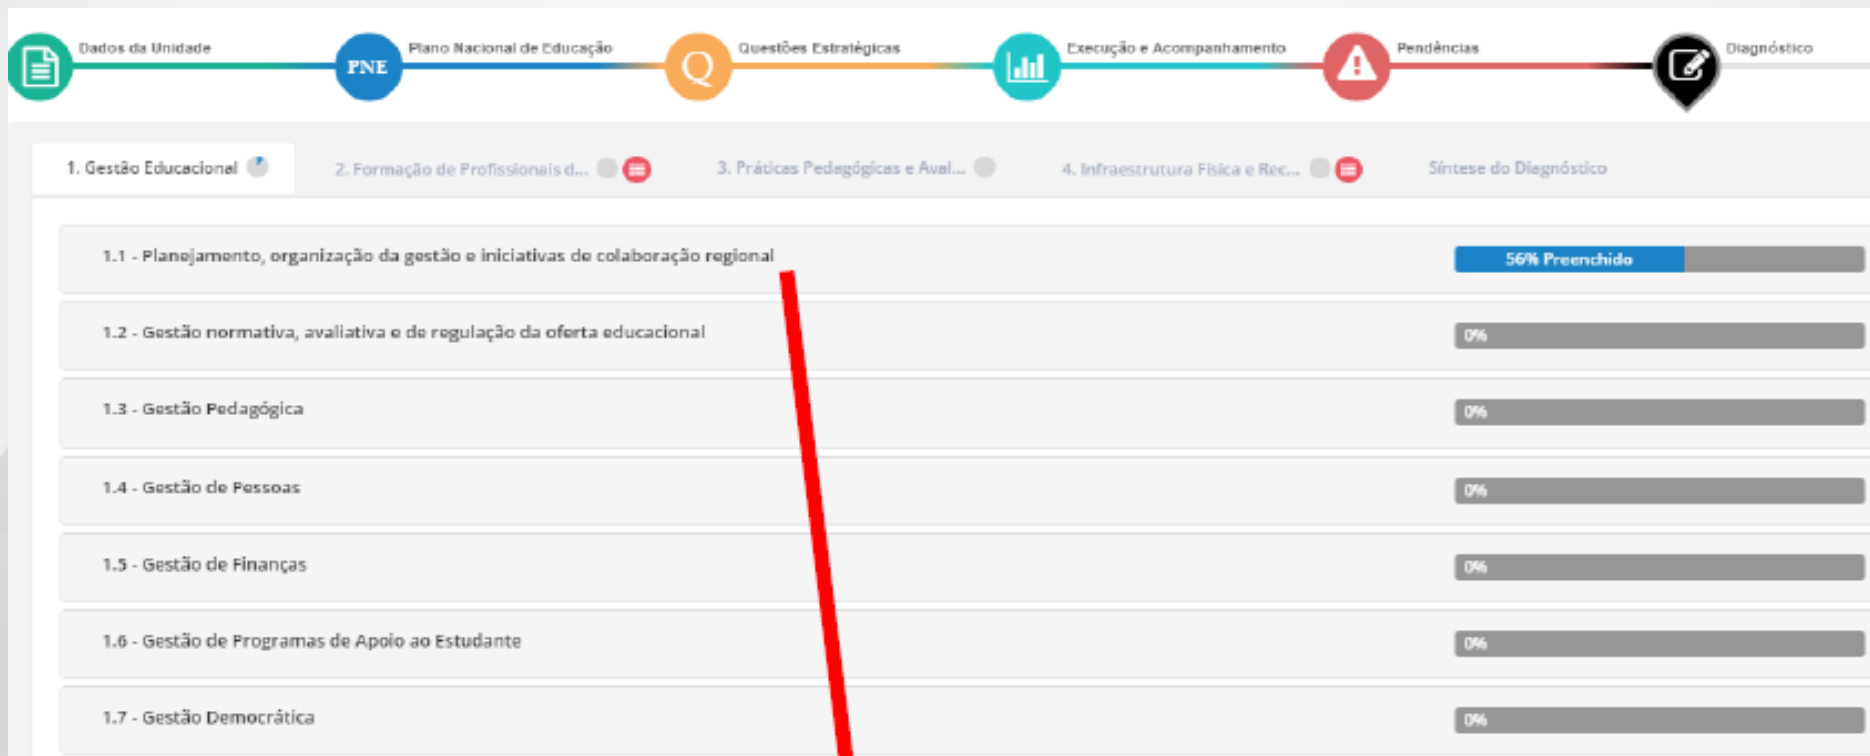 Dados da Unidade
Plano Nacional de Educação
Questões Estratégicas
Execução e Acompanhamento
Pendências
Diagnóstico
PNE
Q
1. Gestão Educacional
2. Formação de Profissionais d...
3. Práticas Pedagógicas e Aval...
4. Infraestrutura Física e Rec...
Síntese do Diagnóstico
1.1 - Planejamento, organização da gestão e iniciativas de colaboração regional
56% Preenchido
1.2 - Gestão normativa, avaliativa e de regulação da oferta educacional
0%
1.3 - Gestão Pedagógica
0%
1.4 - Gestão de Pessoas
0%
1.5 - Gestão de Finanças
0%
1.6 - Gestão de Programas de Apoio ao Estudante
0%
1.7 - Gestão Democrática
0%